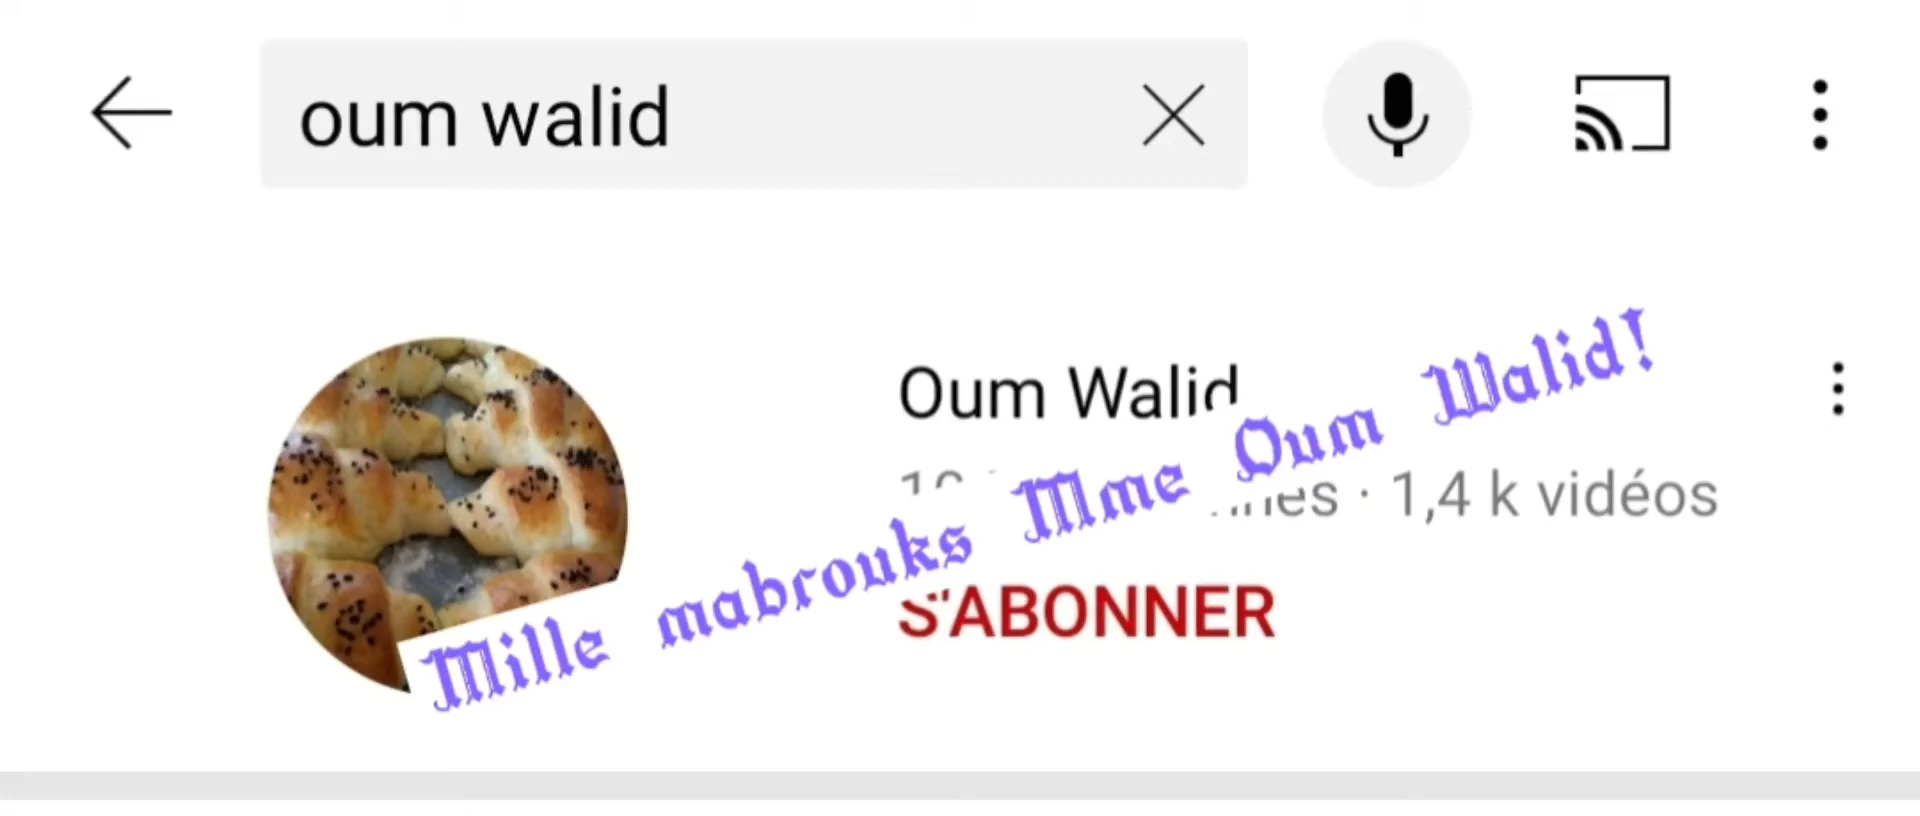 oum walid
Oum Walid
1,4 k vidéos
S'ABONNER
Mille mabrouks Mme Oum Walid!